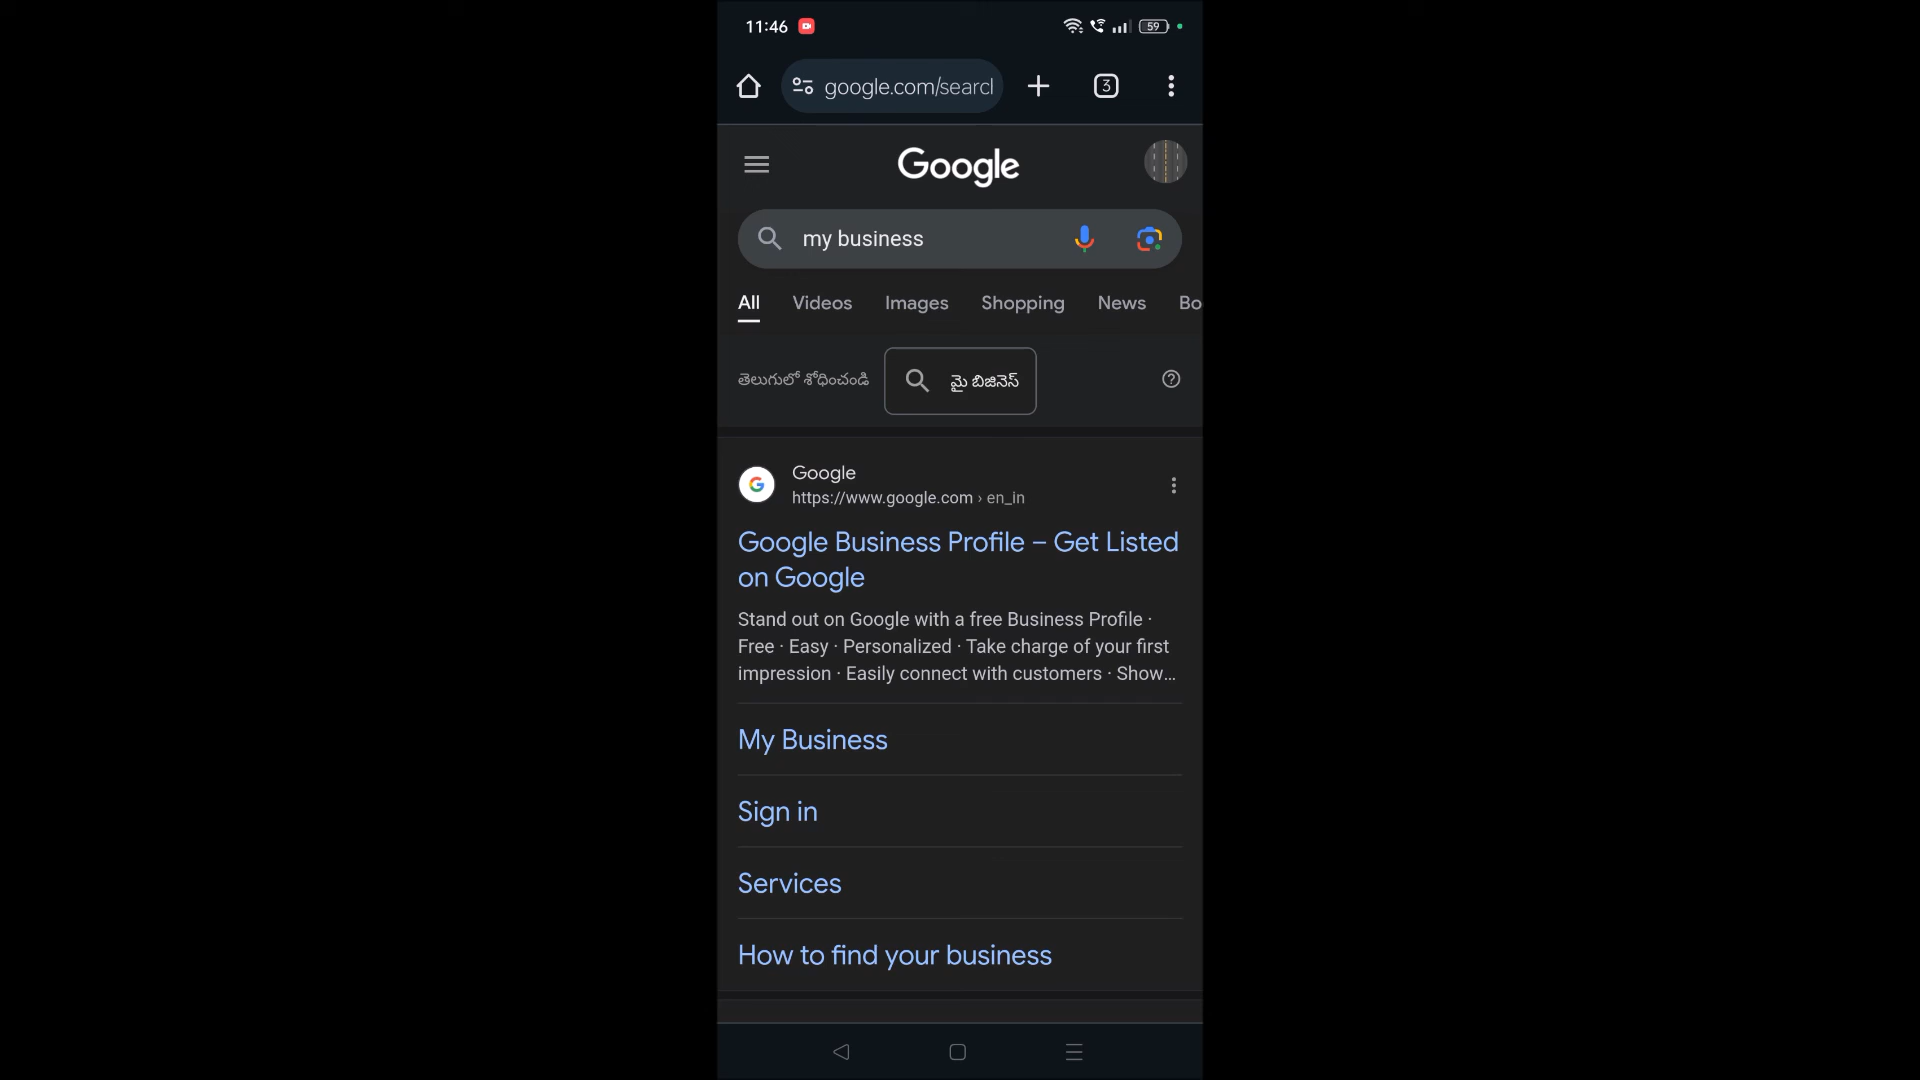 11:46
59
google.com/search
3
Google
my business
All Videos Images Shopping News Bo
తెలుగులో శోధించండి మై బిజినెస్
Google
https://www.google.com › en_in
Google Business Profile – Get Listed
on Google
Stand out on Google with a free Business Profile ·
Free · Easy · Personalized · Take charge of your first
impression · Easily connect with customers · Show...
My Business
Sign in
Services
How to find your business